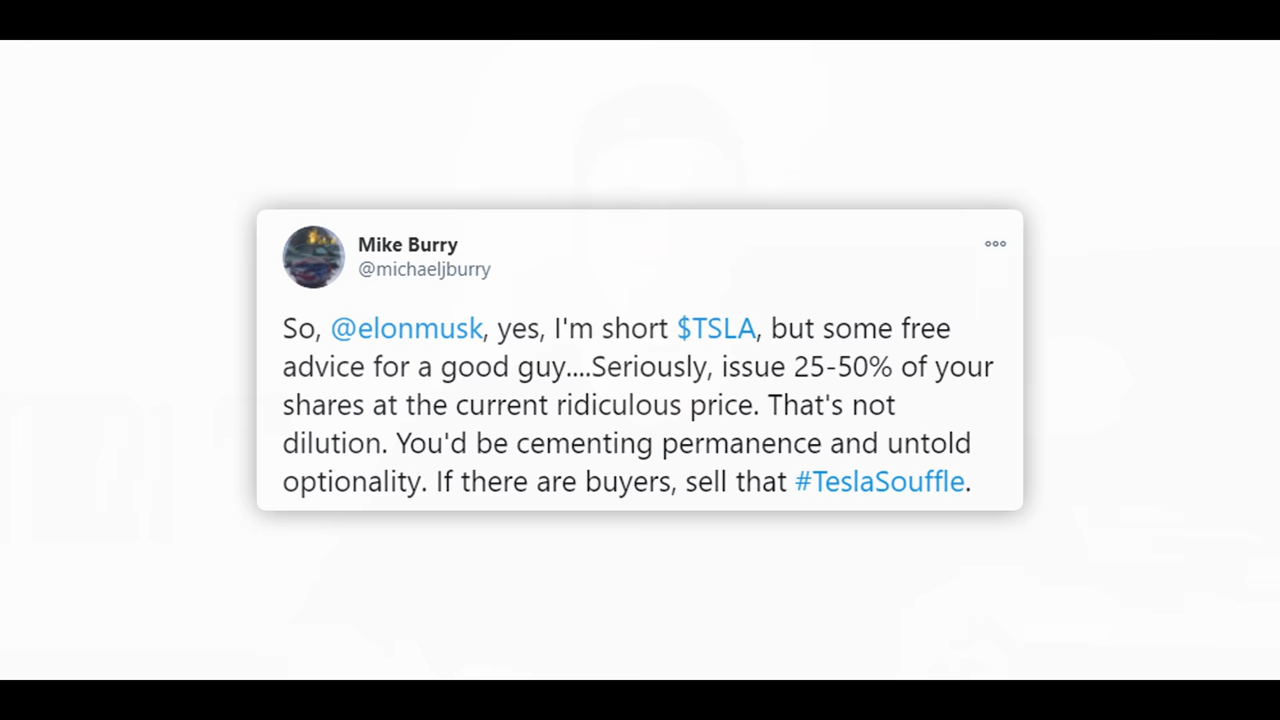 Mike Burry
@michaeljburry
So, @elonmusk, yes, I'm short $TSLA, but some free
advice for a good guy....Seriously, issue 25-50% of your
shares at the current ridiculous price. That's not
dilution. You'd be cementing permanence and untold
optionality. If there are buyers, sell that #TeslaSouffle.